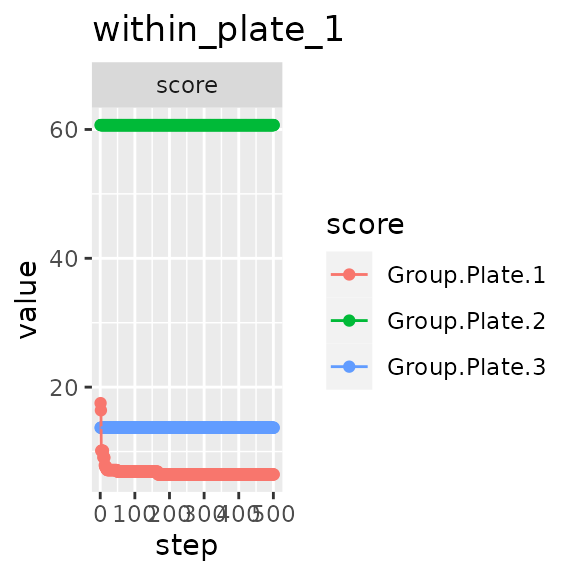 within_plate_1
score
60
40
20
value
0 100 200 300 400 500
step
score
Group.Plate.1
Group.Plate.2
Group.Plate.3